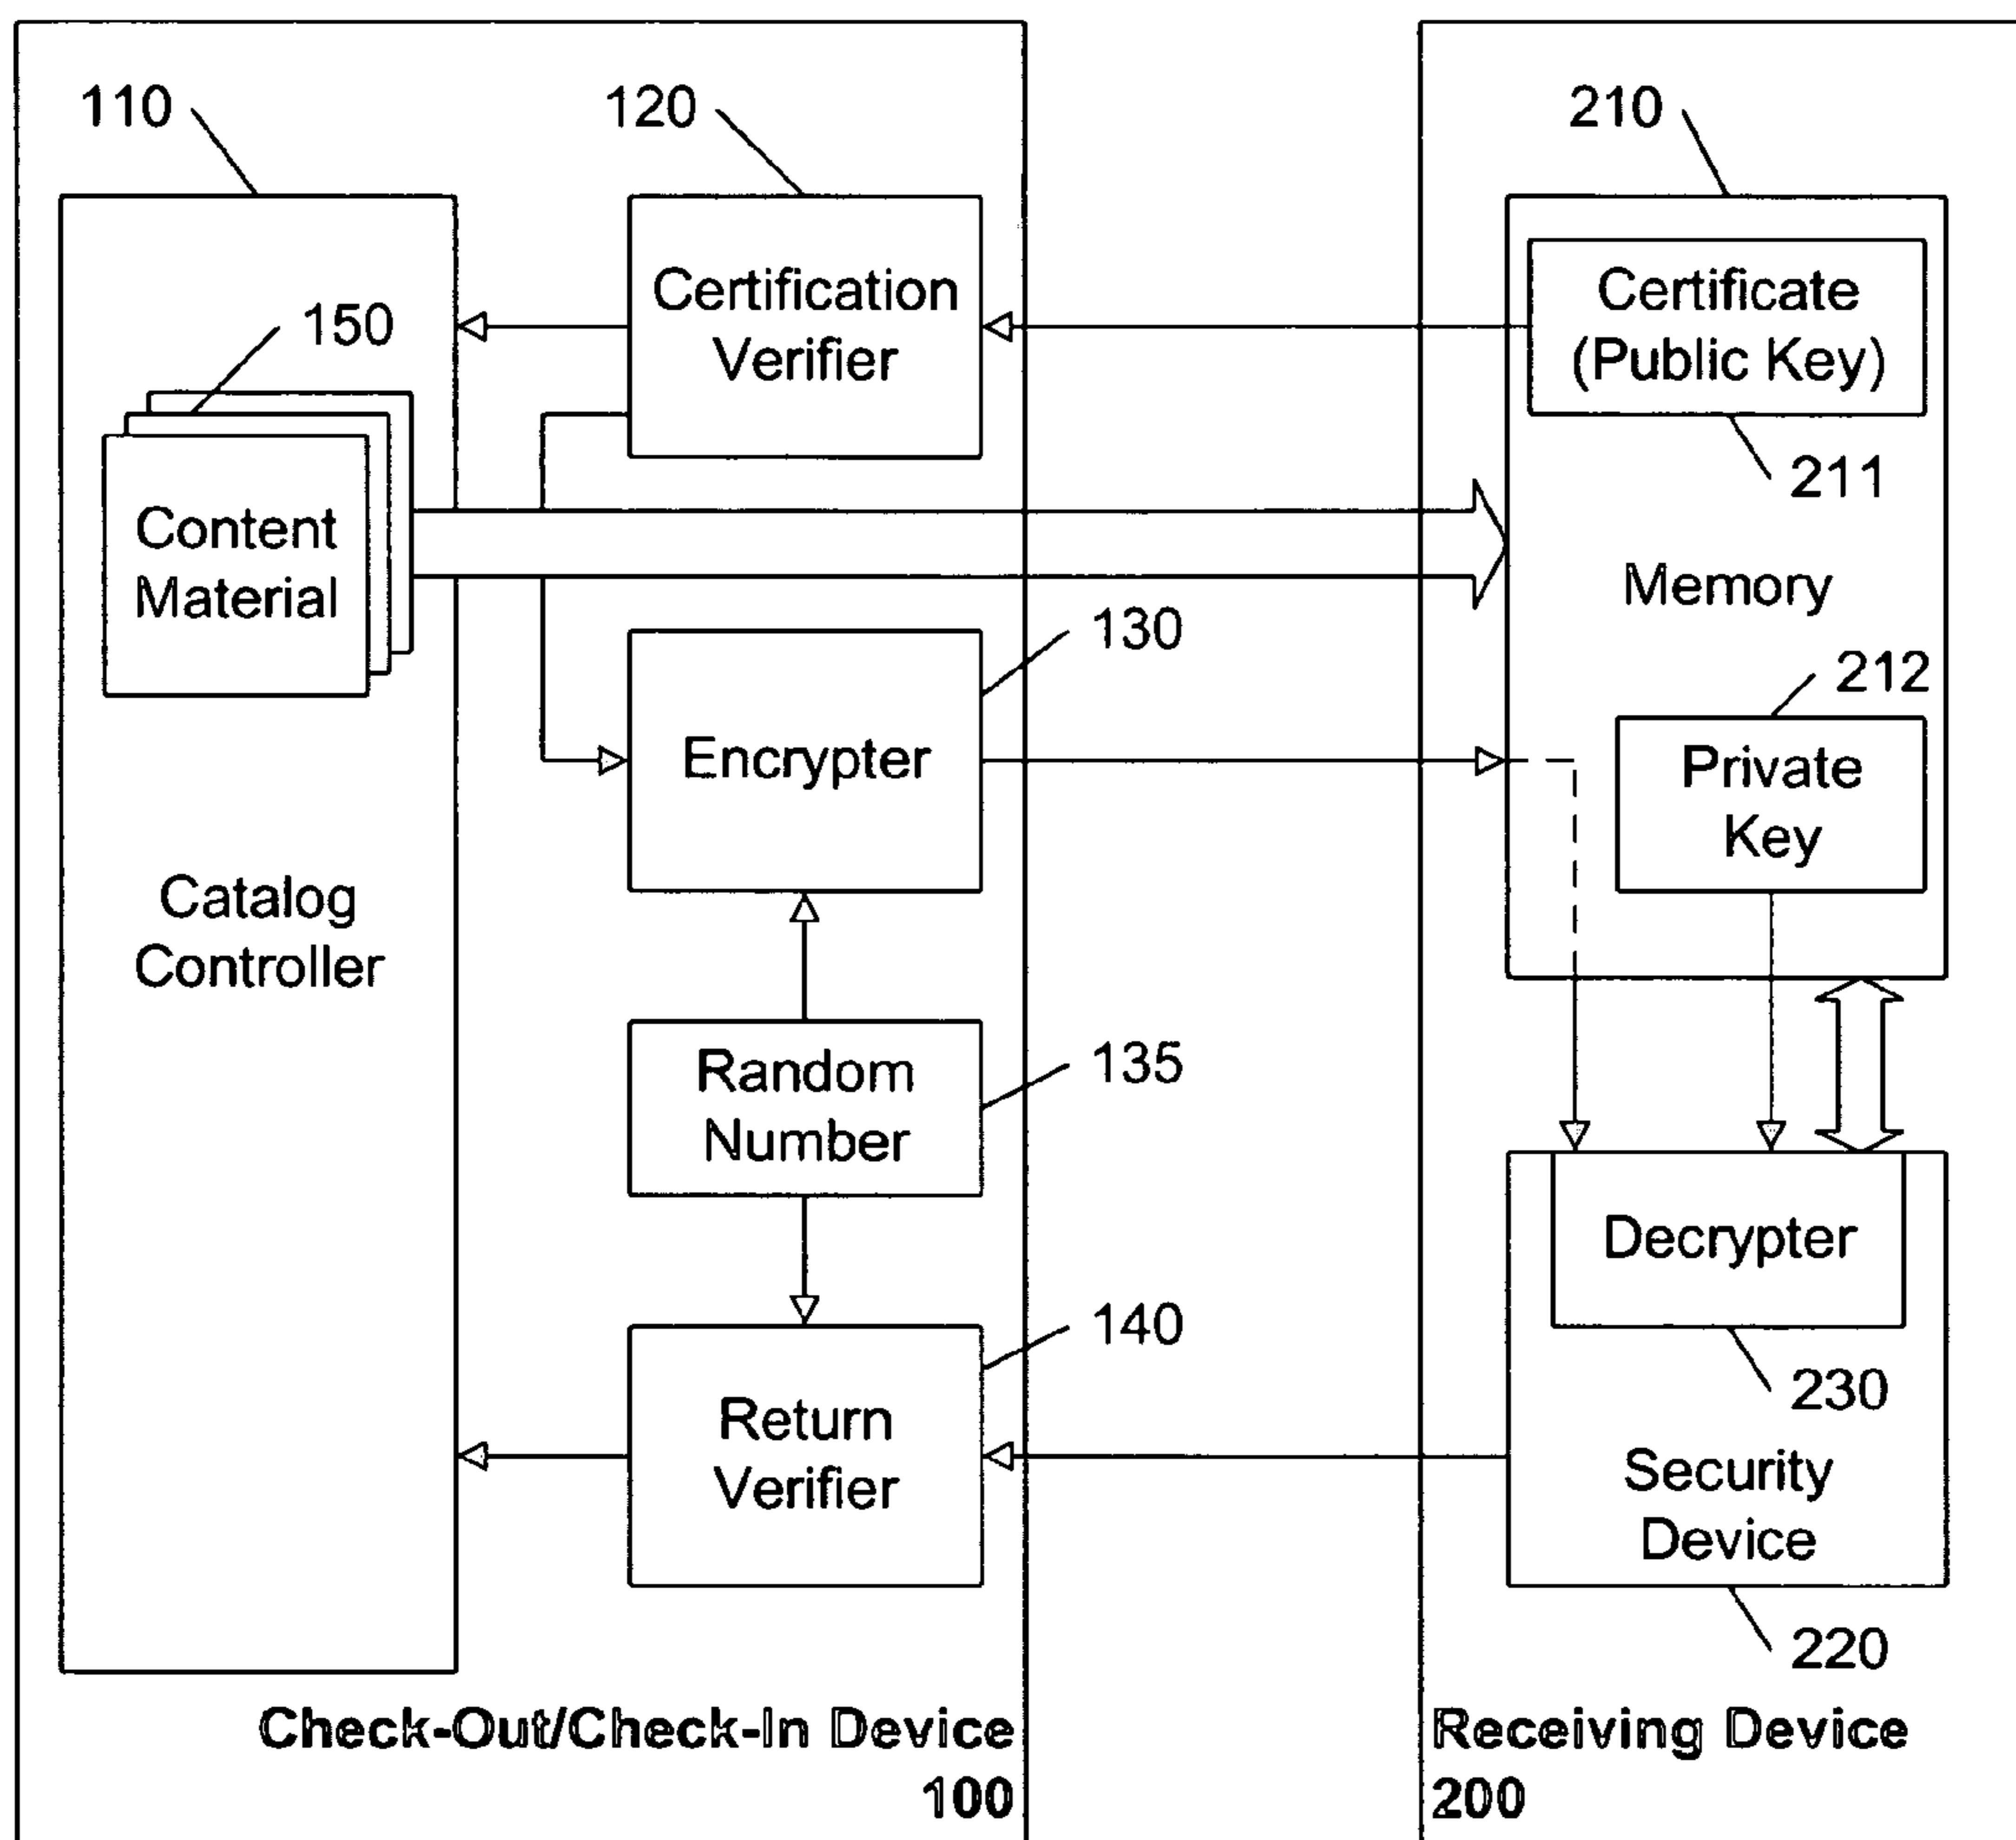 110
120
210
150
Certification
Verifier
Certificate
(Public Key)
211
Content
Material
Memory
130
212
Encrypter
Private
Key
Catalog
Controller
Random
Number
135
Decrypter
140
230
Return
Verifier
Security
Device
220
Check-Out/Check-In Device
100
Receiving Device
200